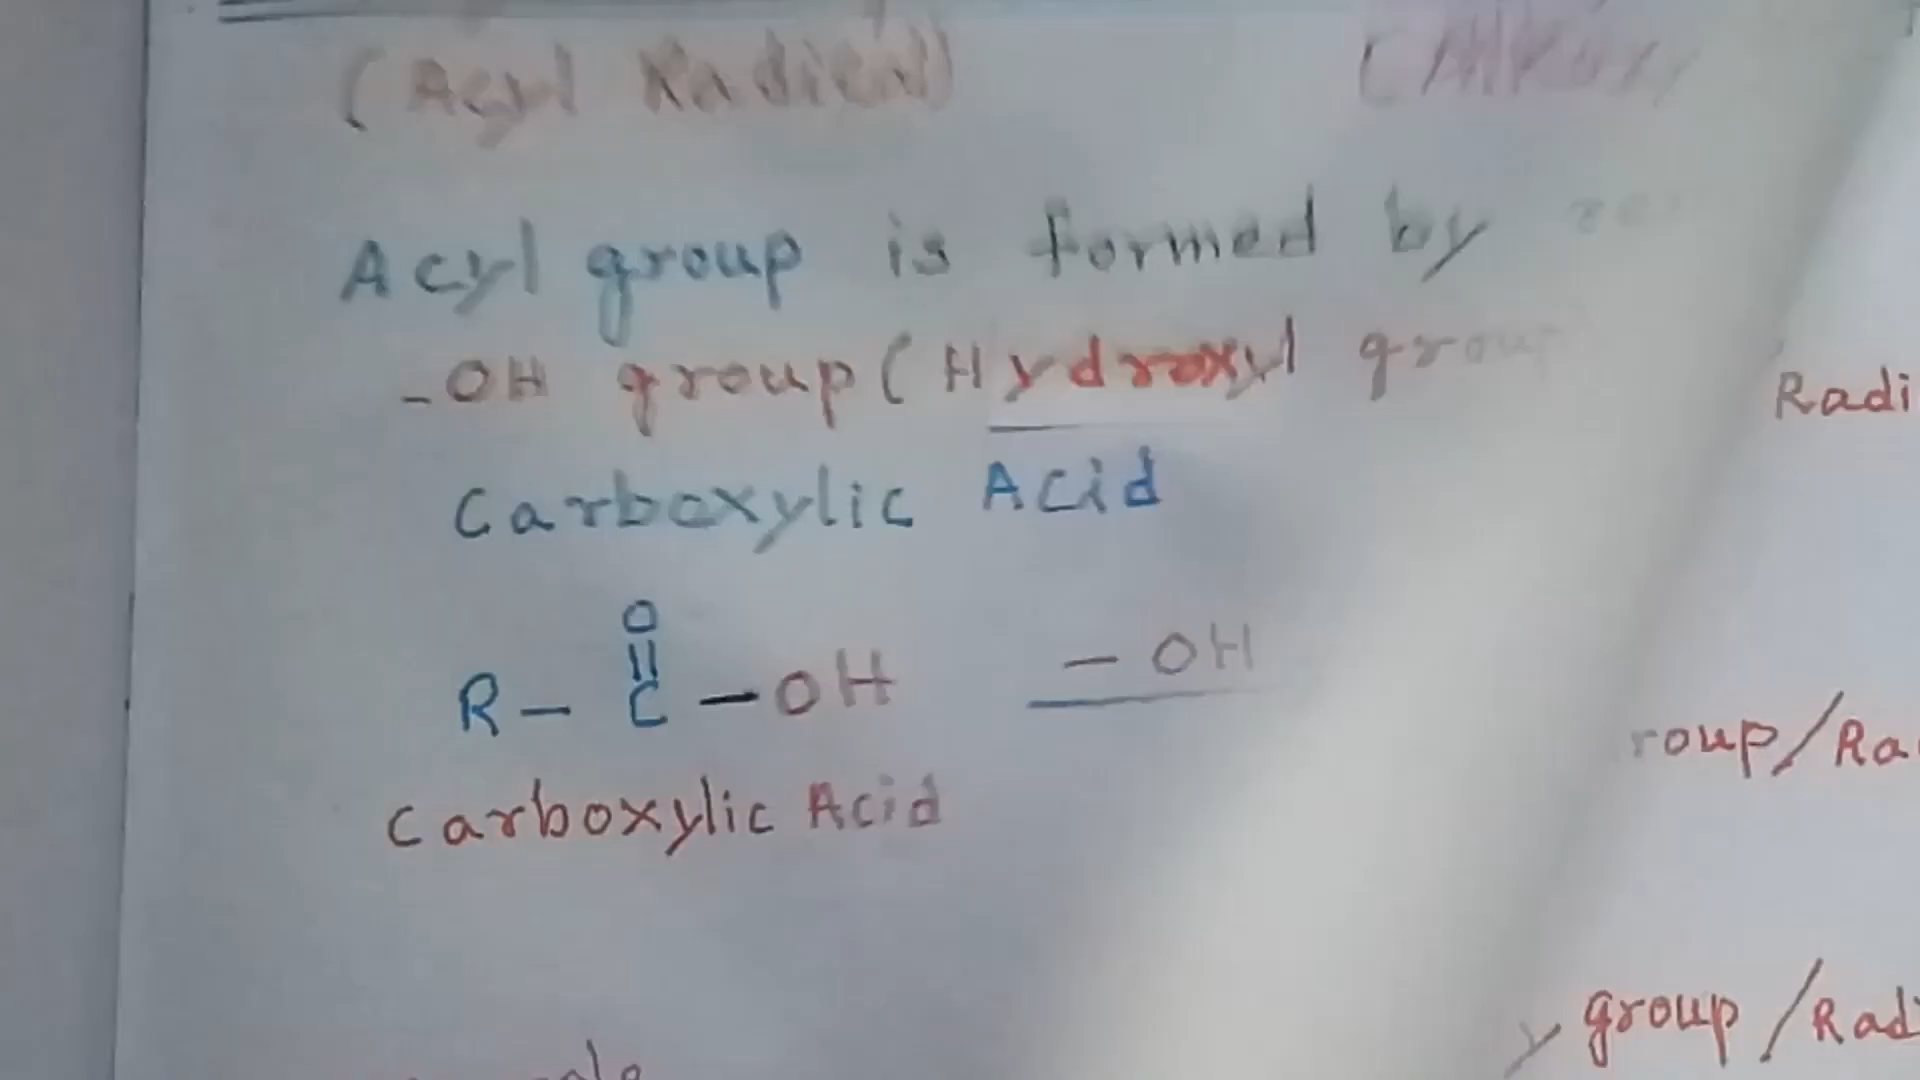 (Acyl Radical)
Acyl group is formed by
-OH group (Hydroxyl group
Radi
Carboxylic Acid
O
||
R - C - OH - OH
roup/Ra
Carboxylic Acid
y group/Radi